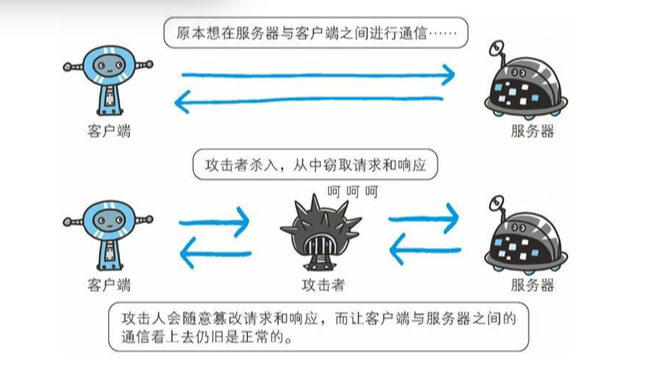 原本想在服务器与客户端之间进行通信……
客户端
服务器
攻击者杀入，从中窃取请求和响应
呵 呵 呵
客户端
攻击者
服务器
攻击人会随意篡改请求和响应，而让客户端与服务器之间的
通信看上去仍旧是正常的。